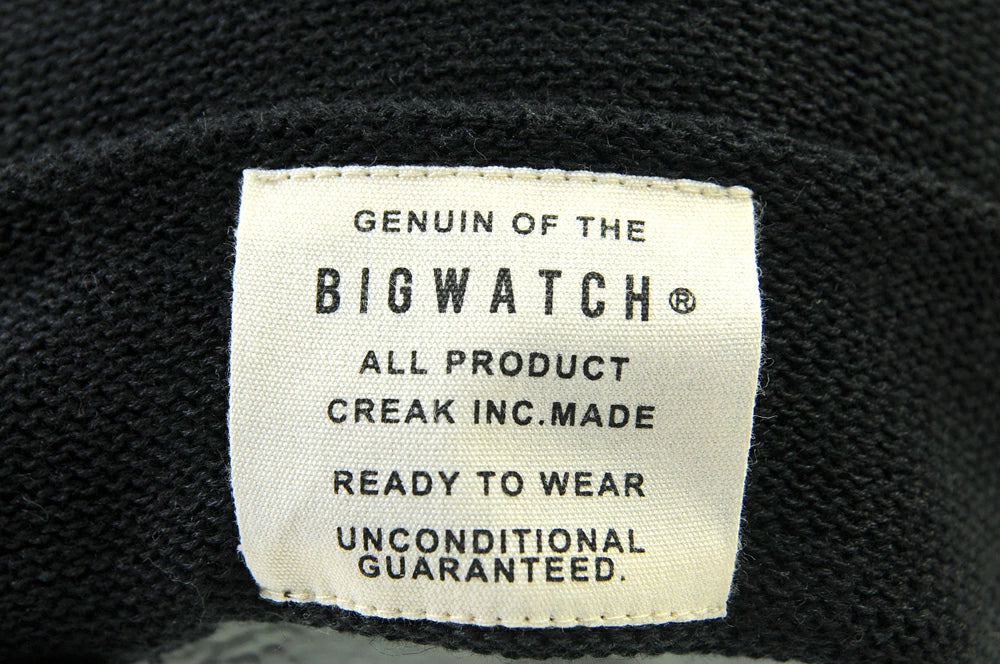 GENUIN OF THE
BIGWATCH®
ALL PRODUCT
CREAK INC.MADE
READY TO WEAR
UNCONDITIONAL
GUARANTEED.